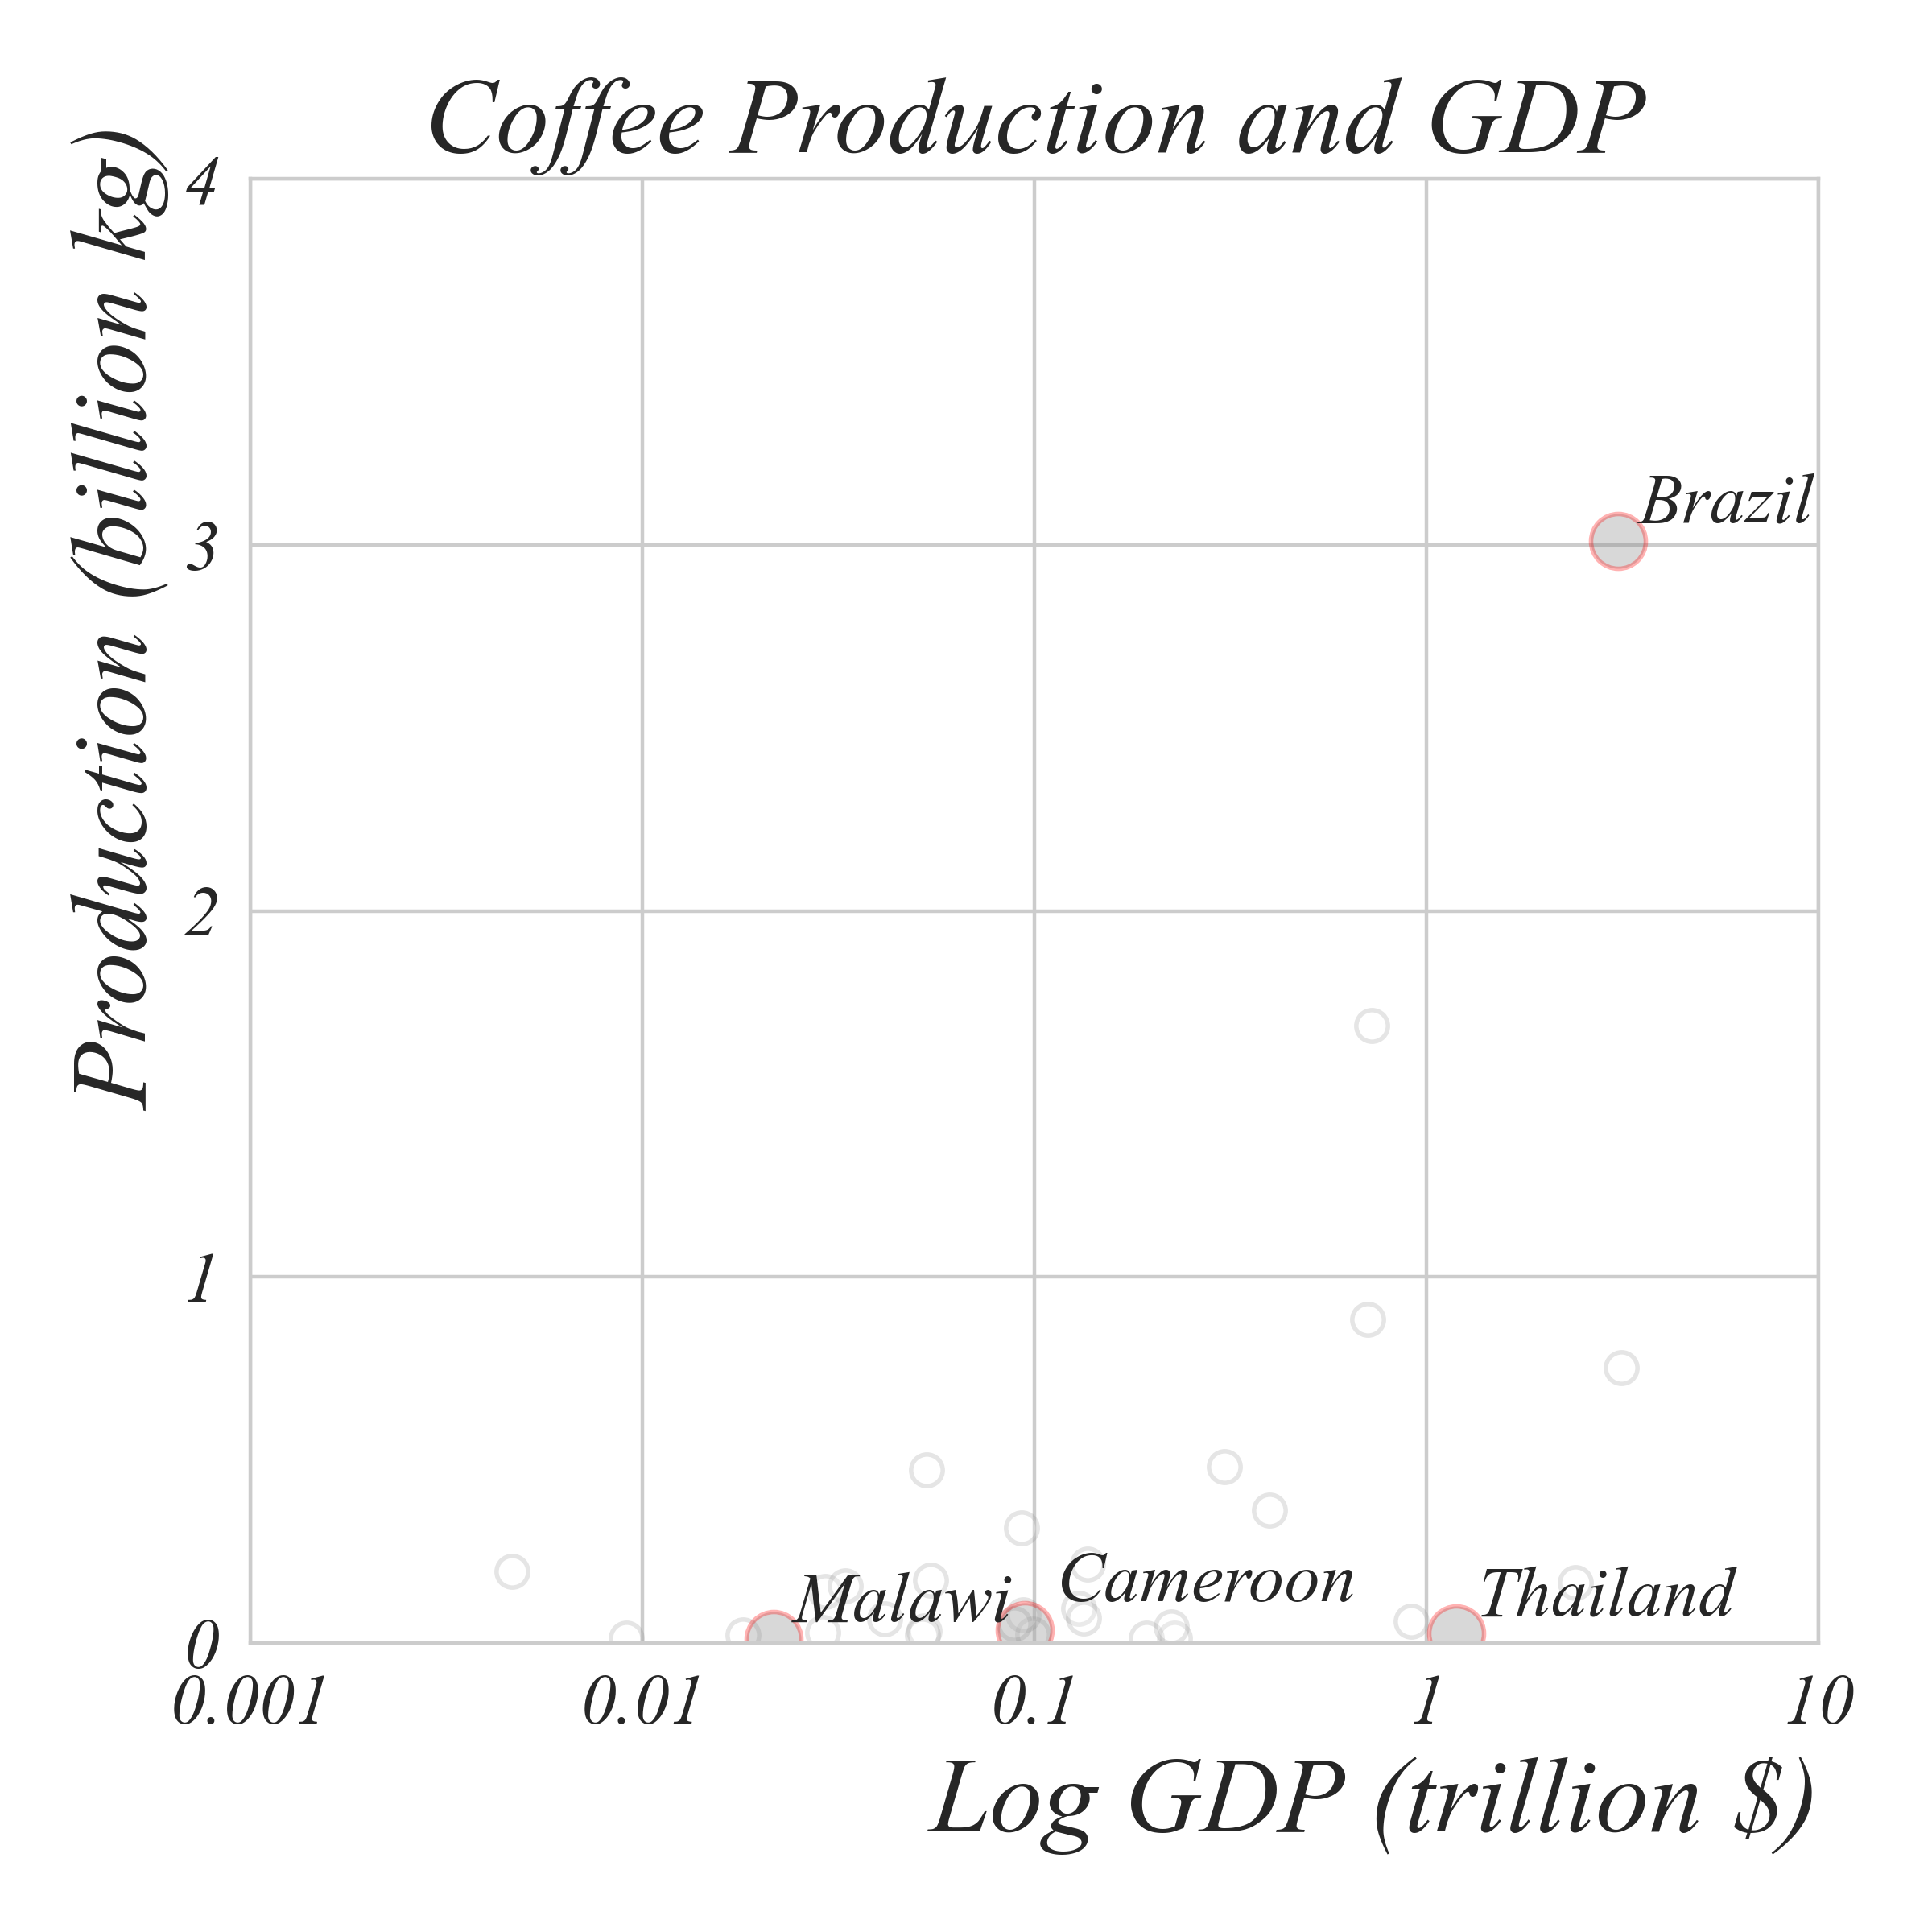 Coffee Production and GDP
Production (billion kg)
4
3
2
1
0
Brazil
Malawi
Cameroon
Thailand
0.001
0.01
0.1
1
10
Log GDP (trillion $)